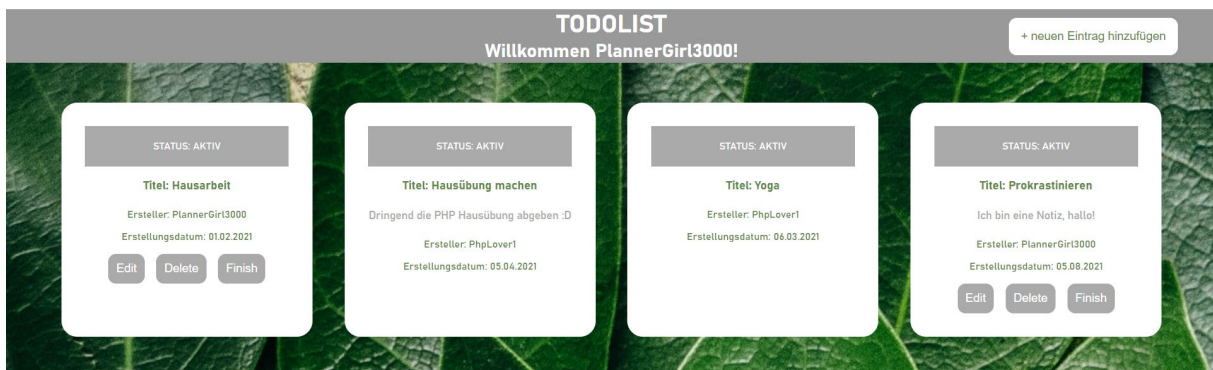 TODOLIST
Willkommen PlannerGirl3000!
+ neuen Eintrag hinzufügen
STATUS: AKTIV
Titel: Hausarbeit
Ersteller: PlannerGirl3000
Erstellungsdatum: 01.02.2021
Edit Delete Finish
STATUS: AKTIV
Titel: Hausübung machen
Dringend die PHP Hausübung abgeben :D
Ersteller: PhpLover1
Erstellungsdatum: 05.04.2021
STATUS: AKTIV
Titel: Yoga
Ersteller: PhpLover1
Erstellungsdatum: 06.03.2021
STATUS: AKTIV
Titel: Prokrastinieren
Ich bin eine Notiz, hallo!
Ersteller: PlannerGirl3000
Erstellungsdatum: 05.08.2021
Edit Delete Finish